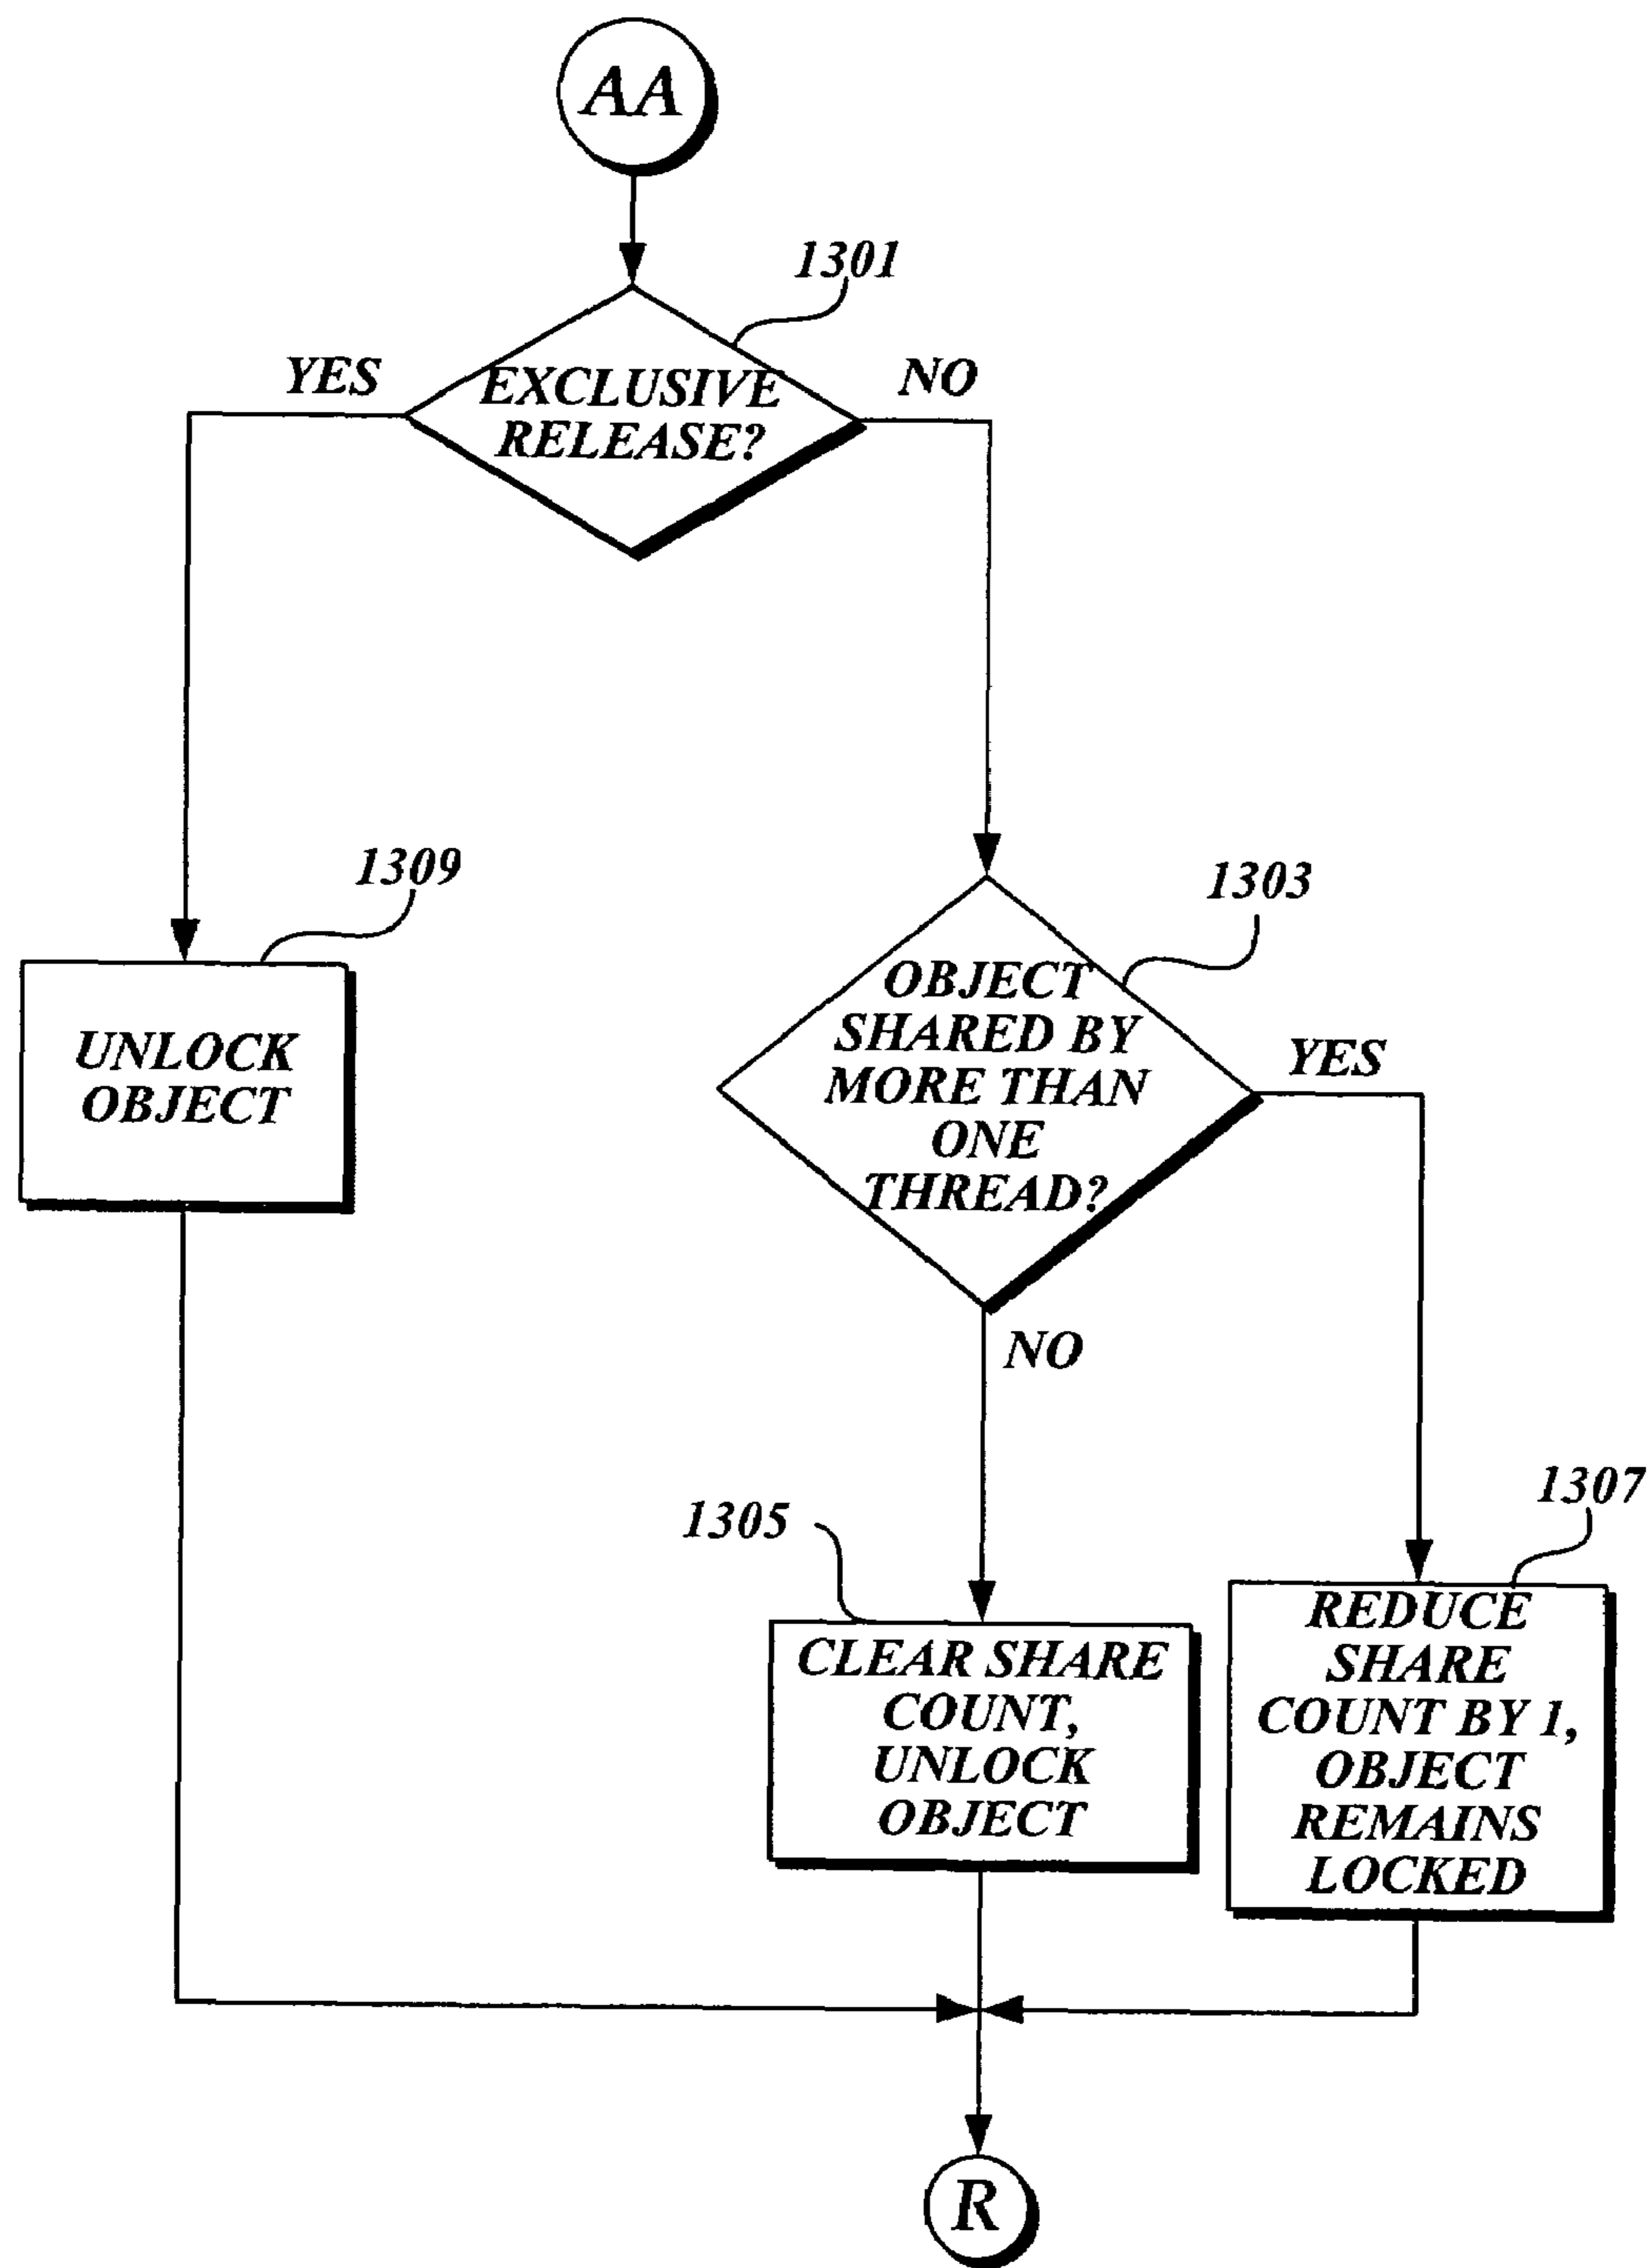 AA
1301
YES
NO
EXCLUSIVE
RELEASE?
1309
1303
UNLOCK
OBJECT
OBJECT
SHARED BY
MORE THAN
ONE
THREAD?
YES
NO
1305
1307
CLEAR SHARE
COUNT,
UNLOCK
OBJECT
REDUCE
SHARE
COUNT BY 1,
OBJECT
REMAINS
LOCKED
R